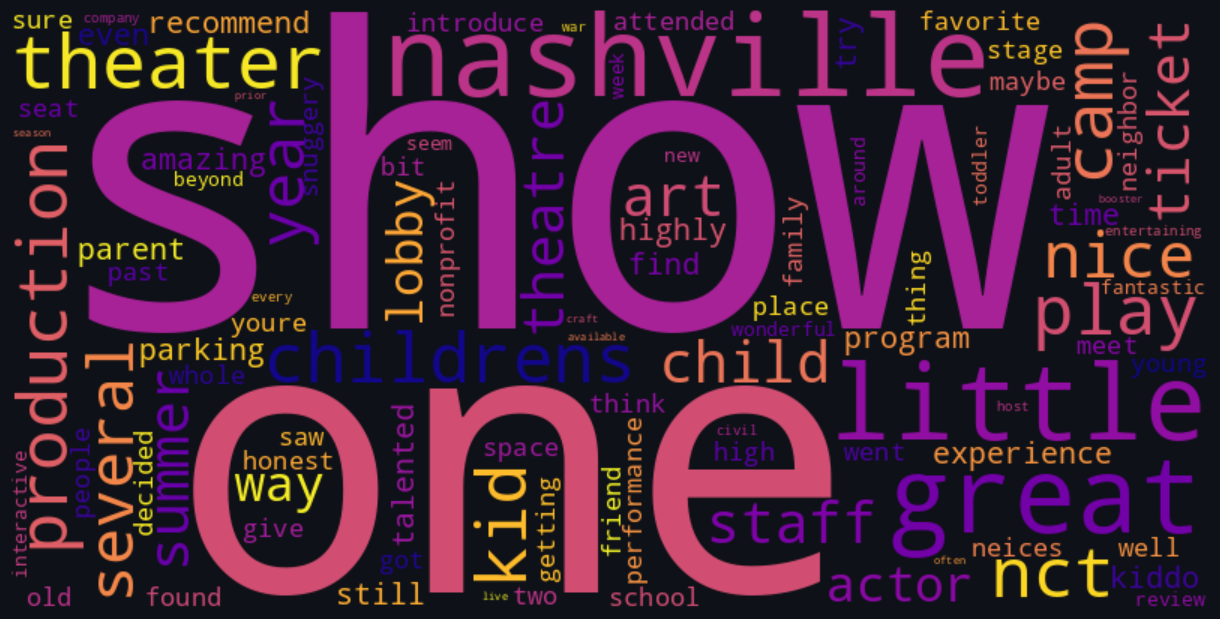 sure
company
recommend
introduce
war
attended
favorite
even
theater
nashville
try
stage
camp
ticket
seat
prior
week
maybe
neighbor
season
show
year
snuggery
theatre
production
amazing
beyond
seem
bit
new
art
highly
find
around
toddler
adult
booster
time
entertaining
parent
past
lobby
nonprofit
family
thing
nice
fantastic
every
youre
craft
available
place
wonderful
program
play
meet
parking
whole
childrens
child
young
several
summer
one
little
host
think
talented
saw
honest
way
give
space
civil
high
went
experience
people
decided
interactive
kid
getting
friend
performance
staff
great
got
often
neices
well
actor
nct
kiddo
review
old
found
still
live
two
school